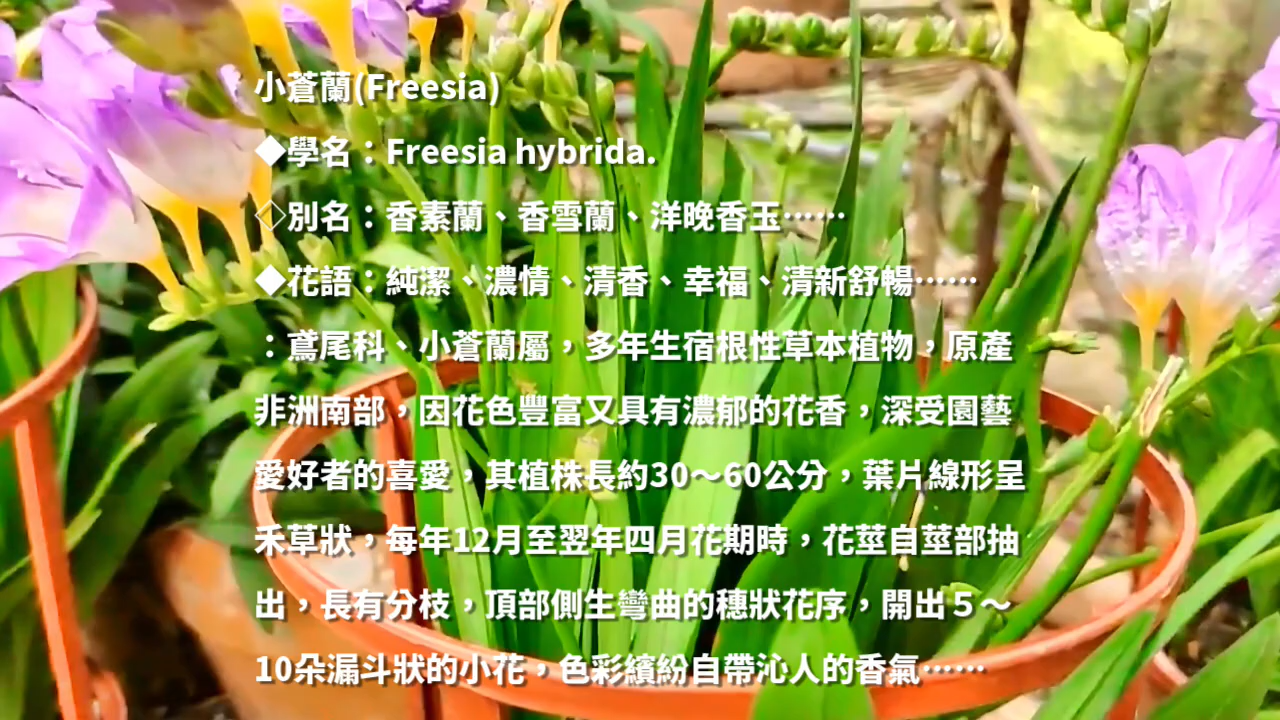 小蒼蘭(Freesia)
◆學名：Freesia hybrida.
◇別名：香素蘭、香雪蘭、洋晚香玉⋯⋯
◆花語：純潔、濃情、清香、幸福、清新舒暢⋯⋯
：鳶尾科、小蒼蘭屬，多年生宿根性草本植物，原產
非洲南部，因花色豐富又具有濃郁的花香，深受園藝
愛好者的喜愛，其植株長約30～60公分，葉片線形呈
禾草狀，每年12月至翌年四月花期時，花莖自莖部抽
出，長有分枝，頂部側生彎曲的穗狀花序，開出５～
10朵漏斗狀的小花，色彩繽紛自帶沁人的香氣⋯⋯